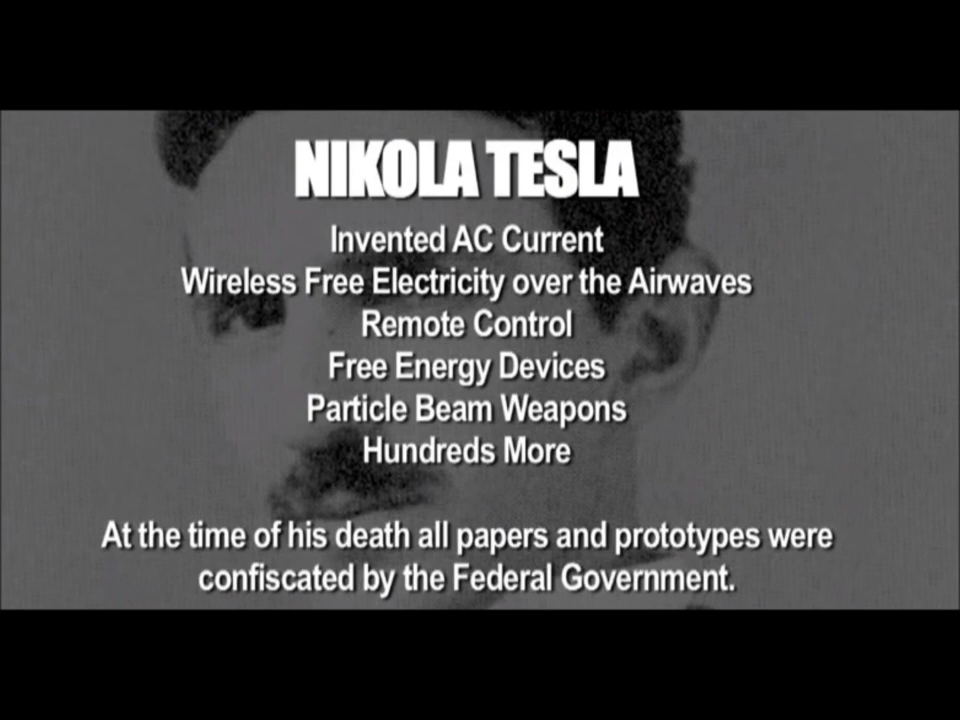 NIKOLA TESLA
Invented AC Current
Wireless Free Electricity over the Airwaves
Remote Control
Free Energy Devices
Particle Beam Weapons
Hundreds More
At the time of his death all papers and prototypes were
confiscated by the Federal Government.